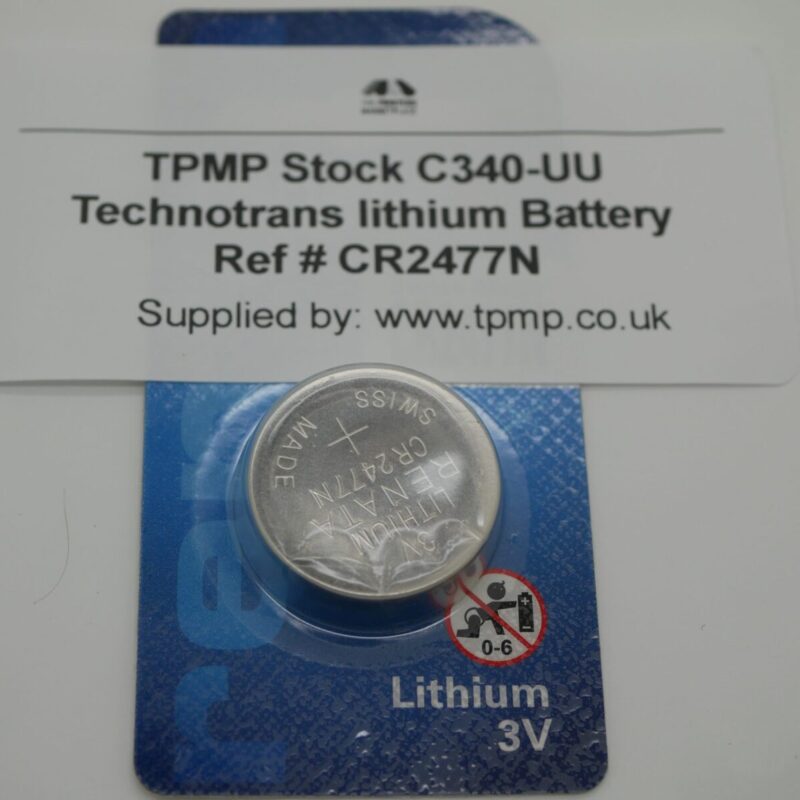 TPMP Stock C340-UU
Technotrans lithium Battery
Ref # CR2477N
Supplied by: www.tpmp.co.uk
SWISS
MADE
+
CR2477N
RENATA
LITHIUM
3V
0-6
Lithium
3V